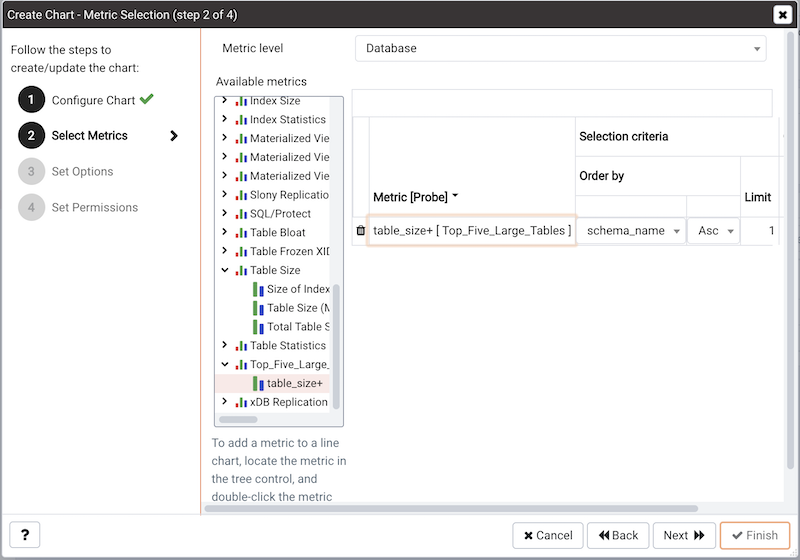 Create Chart - Metric Selection (step 2 of 4)
Follow the steps to
create/update the chart:
1 Configure Chart
2 Select Metrics
3 Set Options
4 Set Permissions
Metric level
Database
Available metrics
Index Size
Index Statistics
Materialized Vie
Materialized Vie
Materialized Vie
Slony Replicatio
SQL/Protect
Table Bloat
Table Frozen XID
Table Size
Size of Index
Table Size (M
Total Table S
Table Statistics
Top_Five_Large_
table_size+
xDB Replication
To add a metric to a line
chart, locate the metric in
the tree control, and
double-click the metric
Selection criteria
Order by
Metric [Probe]
Limit
table_size+ [ Top_Five_Large_Tables ]
schema_name
Asc
1
?
Cancel
Back
Next
Finish